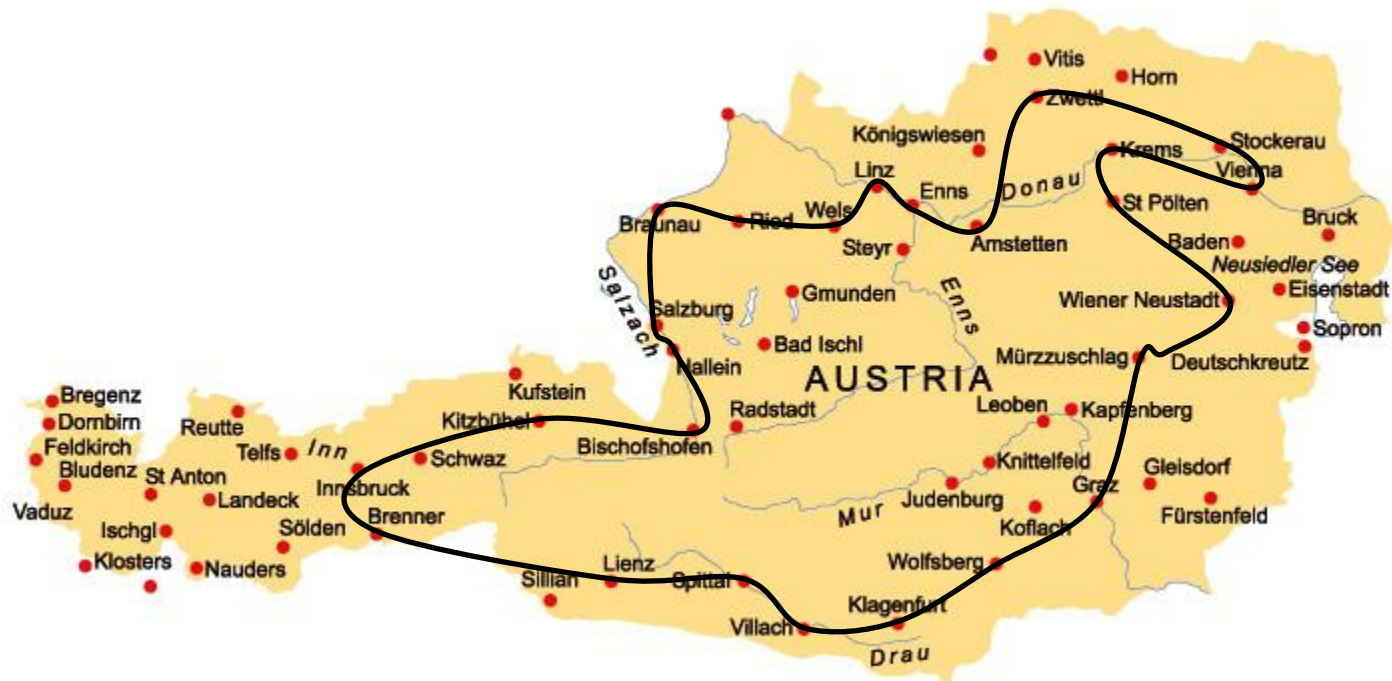 Vitis
Horn
Zwettl
Königswiesen
Krems
Stockerau
Linz
Enns
Donau
Vienna
Braunau
Ried
Wels
St Pölten
Amstetten
Bruck
Steyr
Baden
Neusiedler See
Salzach
Gmunden
Enns
Wiener Neustadt
Eisenstadt
Salzburg
Sopron
Bad Ischl
Mürzzuschlag
Deutschkreutz
Hallein
AUSTRIA
Kufstein
Bregenz
Dornbirn
Reutte
Kitzbühel
Radstadt
Leoben
Kapfenberg
Feldkirch
Telfs
Inn
Bischofshofen
Schwaz
Knittelfeld
Gleisdorf
Bludenz
St Anton
Innsbruck
Judenburg
Graz
Landeck
Vaduz
Mur
Koflach
Fürstenfeld
Brenner
Ischgl
Sölden
Klosters
Nauders
Lienz
Wolfsberg
Sillian
Spittal
Klagenfurt
Villach
Drau